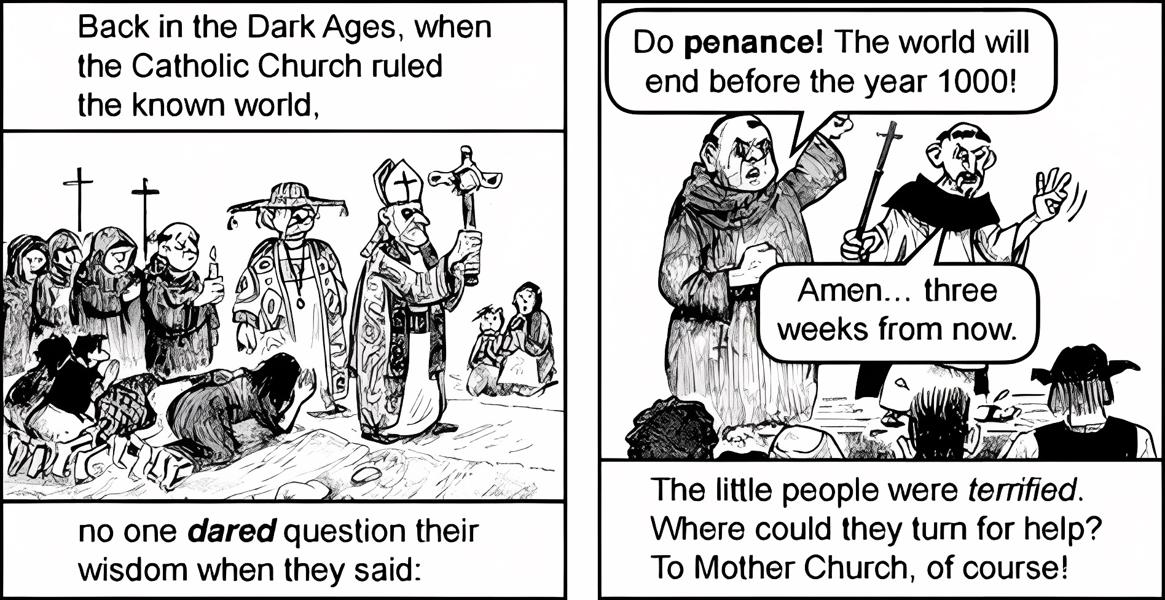 Back in the Dark Ages, when
the Catholic Church ruled
the known world,
no one dared question their
wisdom when they said:
Do penance! The world will
end before the year 1000!
Amen... three
weeks from now.
The little people were terrified.
Where could they turn for help?
To Mother Church, of course!